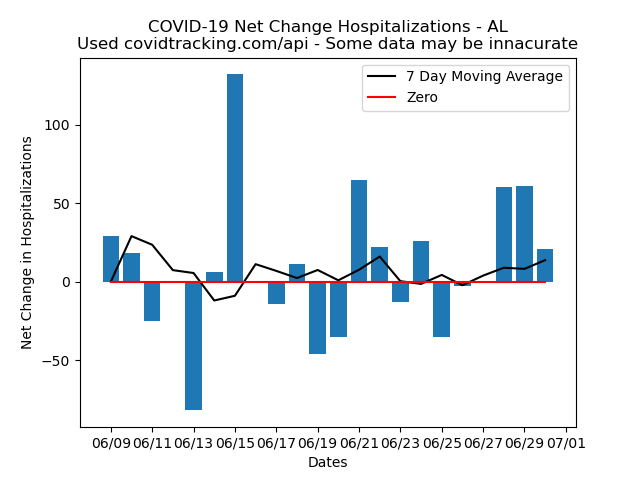 COVID-19 Net Change Hospitalizations - AL
Used covidtracking.com/api - Some data may be innacurate
7 Day Moving Average
Zero
Net Change in Hospitalizations
100
50
0
−50
06/09 06/11 06/13 06/15 06/17 06/19 06/21 06/23 06/25 06/27 06/29 07/01
Dates